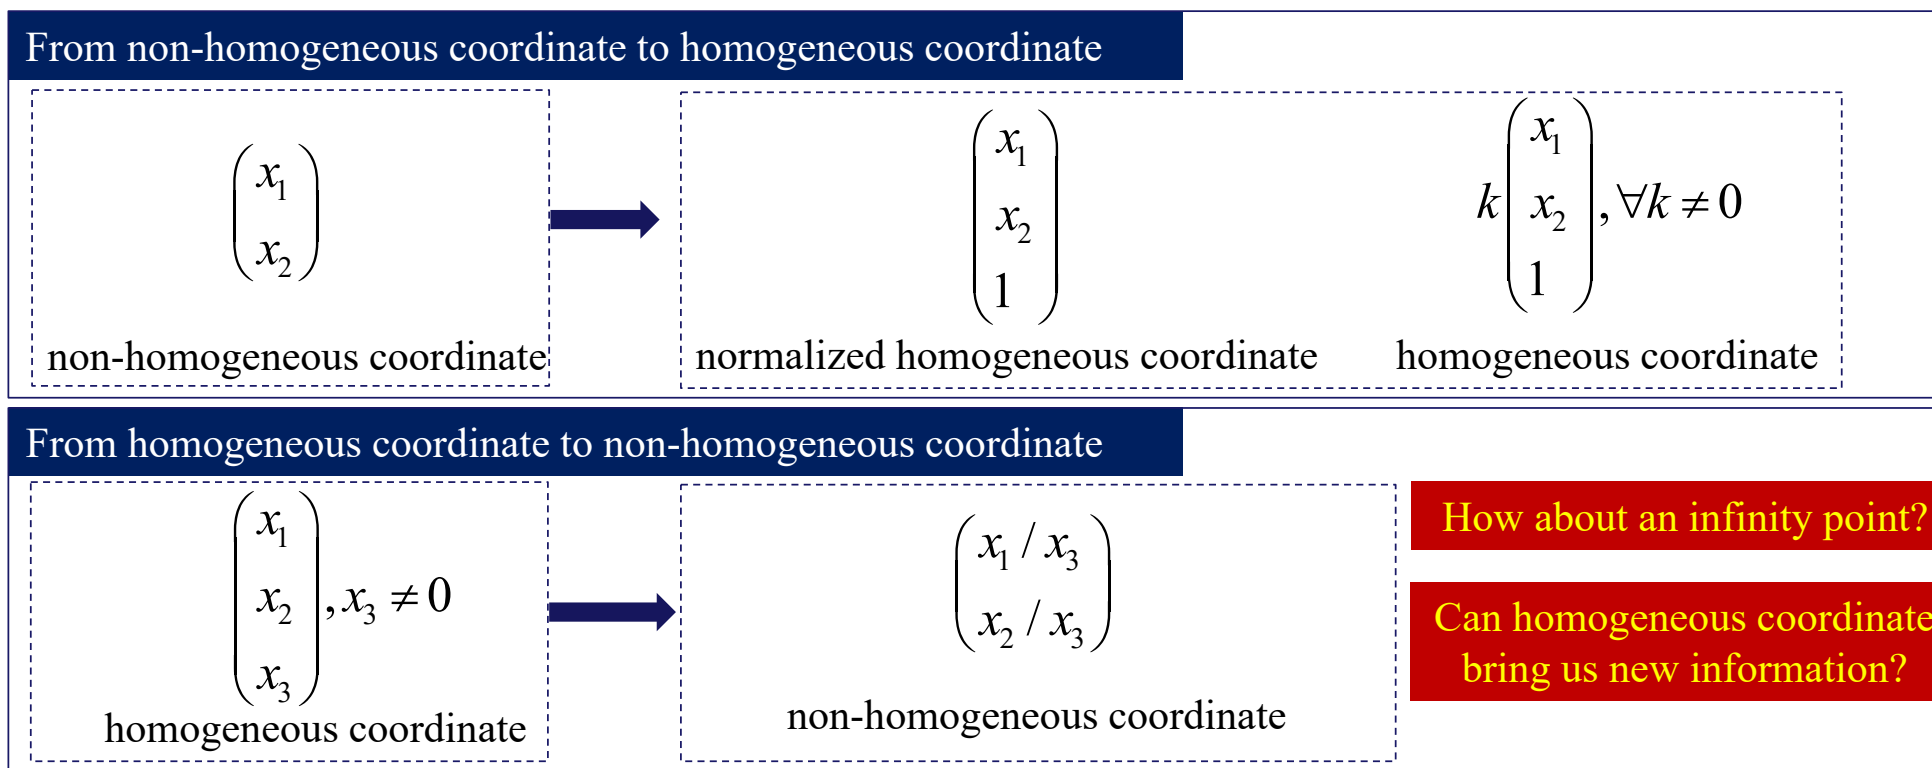 From non-homogeneous coordinate to homogeneous coordinate
(x₁
x₂)
(x₁
x₂
1)
k(x₁
x₂
1), ∀k ≠ 0
non-homogeneous coordinate
normalized homogeneous coordinate
homogeneous coordinate
From homogeneous coordinate to non-homogeneous coordinate
(x₁
x₂
x₃), x₃ ≠ 0
homogeneous coordinate
(x₁ / x₃
x₂ / x₃)
non-homogeneous coordinate
How about an infinity point?
Can homogeneous coordinate
bring us new information?